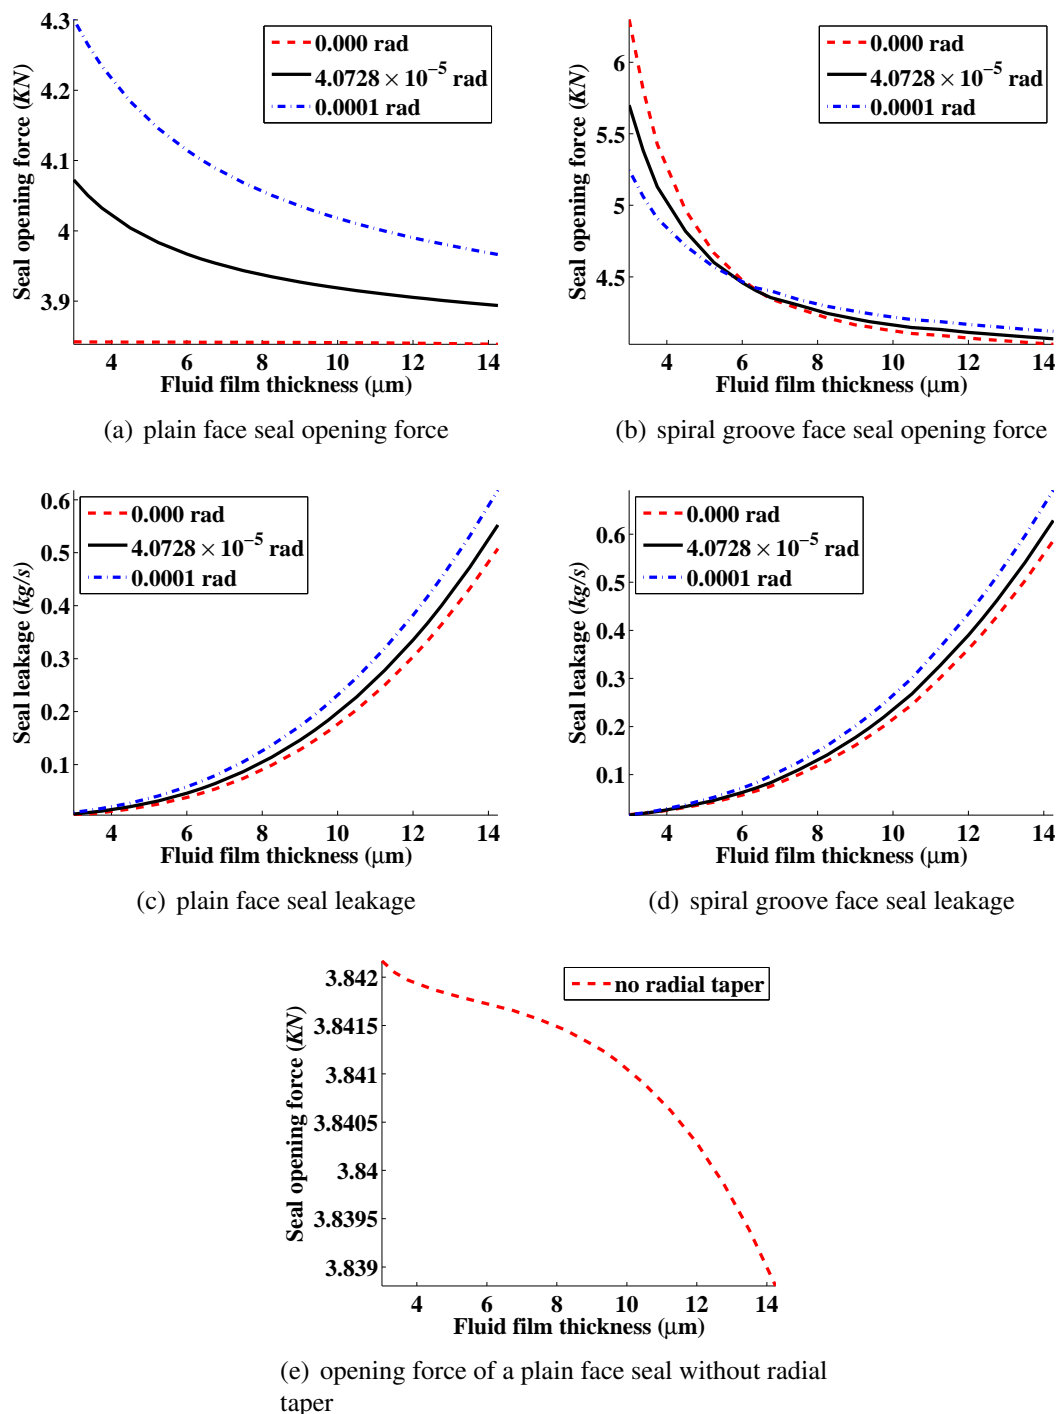 4.3
4.2
4.1
4
3.9
Seal opening force (KN)
0.000 rad
4.0728 × 10⁻⁵ rad
0.0001 rad
4 6 8 10 12 14
Fluid film thickness (μm)
(a) plain face seal opening force
6
5.5
5
4.5
Seal opening force (KN)
0.000 rad
4.0728 × 10⁻⁵ rad
0.0001 rad
4 6 8 10 12 14
Fluid film thickness (μm)
(b) spiral groove face seal opening force
0.6
0.5
0.4
0.3
0.2
0.1
Seal leakage (kg/s)
0.000 rad
4.0728 × 10⁻⁵ rad
0.0001 rad
4 6 8 10 12 14
Fluid film thickness (μm)
(c) plain face seal leakage
0.6
0.5
0.4
0.3
0.2
0.1
Seal leakage (kg/s)
0.000 rad
4.0728 × 10⁻⁵ rad
0.0001 rad
4 6 8 10 12 14
Fluid film thickness (μm)
(d) spiral groove face seal leakage
3.842
3.8415
3.841
3.8405
3.84
3.8395
3.839
Seal opening force (KN)
no radial taper
4 6 8 10 12 14
Fluid film thickness (μm)
(e) opening force of a plain face seal without radial
taper